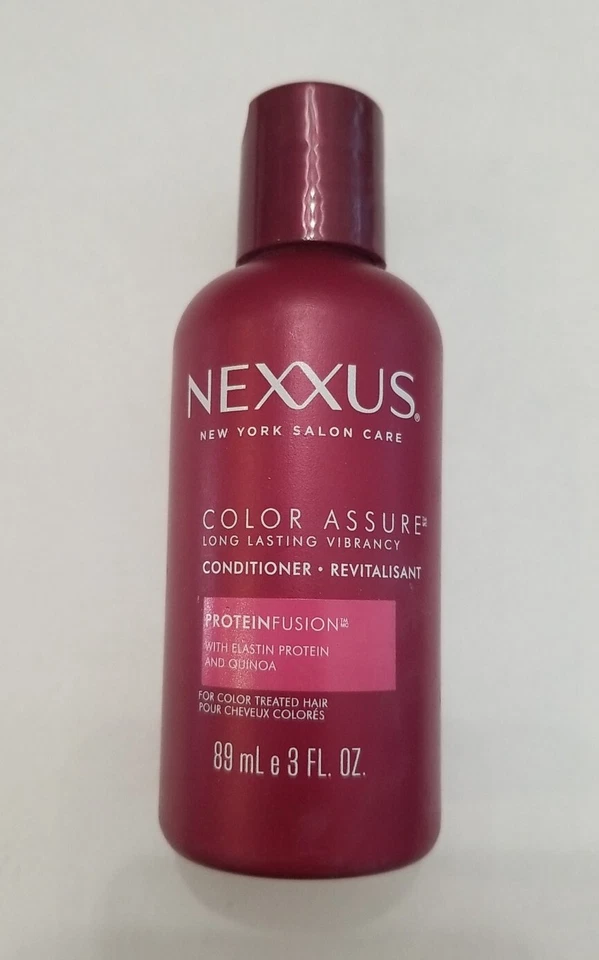 NEXXUS®
NEW YORK SALON CARE
COLOR ASSURE
LONG LASTING VIBRANCY
CONDITIONER • REVITALISANT
PROTEINFUSION
WITH ELASTIN PROTEIN
AND QUINOA
FOR COLOR TREATED HAIR
POUR CHEVEUX COLORÉS
89 mL e 3 FL. OZ.